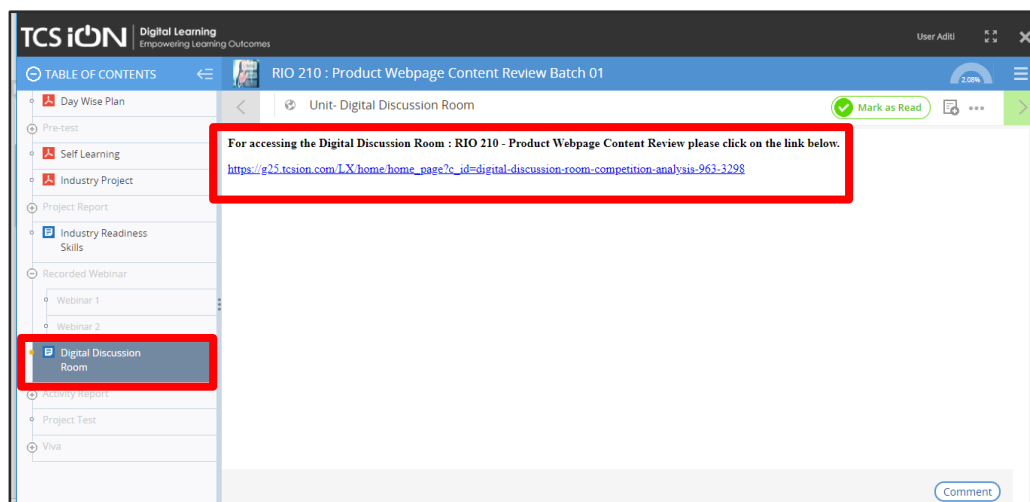 TCS iON Digital Learning
Empowering Learning Outcomes
User Aditi
TABLE OF CONTENTS
RIO 210 : Product Webpage Content Review Batch 01
2.08%
Day Wise Plan
Pre-test
Self Learning
Industry Project
Project Report
Industry Readiness
Skills
Recorded Webinar
Webinar 1
Webinar 2
Digital Discussion
Room
Activity Report
Project Test
Viva
Unit- Digital Discussion Room
Mark as Read
For accessing the Digital Discussion Room : RIO 210 - Product Webpage Content Review please click on the link below.
https://g25.tcsion.com/LX/home/home_page?c_id=digital-discussion-room-competition-analysis-963-3298
Comment